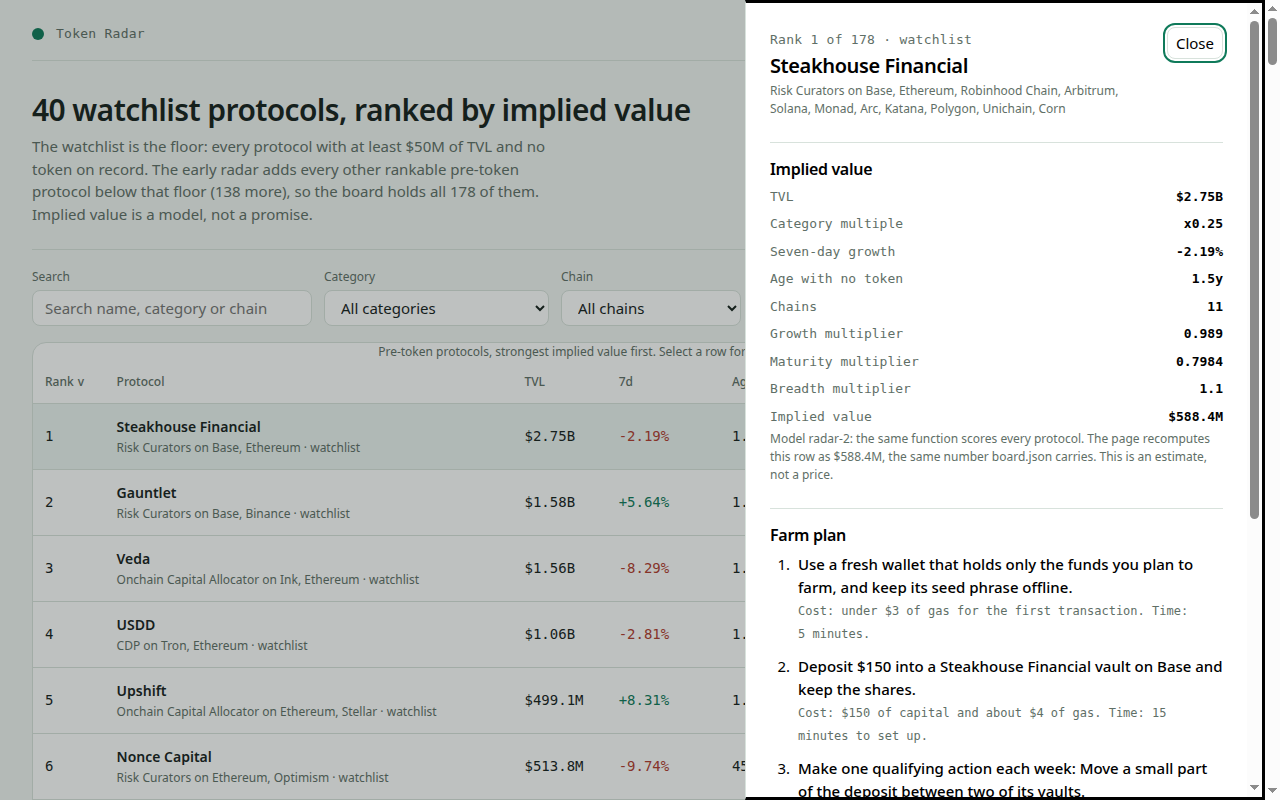 Token Radar
40 watchlist protocols, ranked by implied value
The watchlist is the floor: every protocol with at least $50M of TVL and no
token on record. The early radar adds every other rankable pre-token
protocol below that floor (138 more), so the board holds all 178 of them.
Implied value is a model, not a promise.
Search
Category
Chain
Search name, category or chain
All categories
All chains
Pre-token protocols, strongest implied value first. Select a row for
Rank v
Protocol
TVL
7d
Ag
1
Steakhouse Financial
Risk Curators on Base, Ethereum · watchlist
$2.75B
-2.19%
1.
2
Gauntlet
Risk Curators on Base, Binance · watchlist
$1.58B
+5.64%
1.
3
Veda
Onchain Capital Allocator on Ink, Ethereum · watchlist
$1.56B
-8.29%
1.
4
USDD
CDP on Tron, Ethereum · watchlist
$1.06B
-2.81%
1.
5
Upshift
Onchain Capital Allocator on Ethereum, Stellar · watchlist
$499.1M
+8.31%
1.
6
Nonce Capital
Risk Curators on Ethereum, Optimism · watchlist
$513.8M
-9.74%
45
Rank 1 of 178 · watchlist
Close
Steakhouse Financial
Risk Curators on Base, Ethereum, Robinhood Chain, Arbitrum,
Solana, Monad, Arc, Katana, Polygon, Unichain, Corn
Implied value
TVL $2.75B
Category multiple x0.25
Seven-day growth -2.19%
Age with no token 1.5y
Chains 11
Growth multiplier 0.989
Maturity multiplier 0.7984
Breadth multiplier 1.1
Implied value $588.4M
Model radar-2: the same function scores every protocol. The page recomputes
this row as $588.4M, the same number board.json carries. This is an estimate,
not a price.
Farm plan
1. Use a fresh wallet that holds only the funds you plan to
farm, and keep its seed phrase offline.
Cost: under $3 of gas for the first transaction. Time:
5 minutes.
2. Deposit $150 into a Steakhouse Financial vault on Base and
keep the shares.
Cost: $150 of capital and about $4 of gas. Time: 15
minutes to set up.
3. Make one qualifying action each week: Move a small part
of the deposit between two of its vaults.